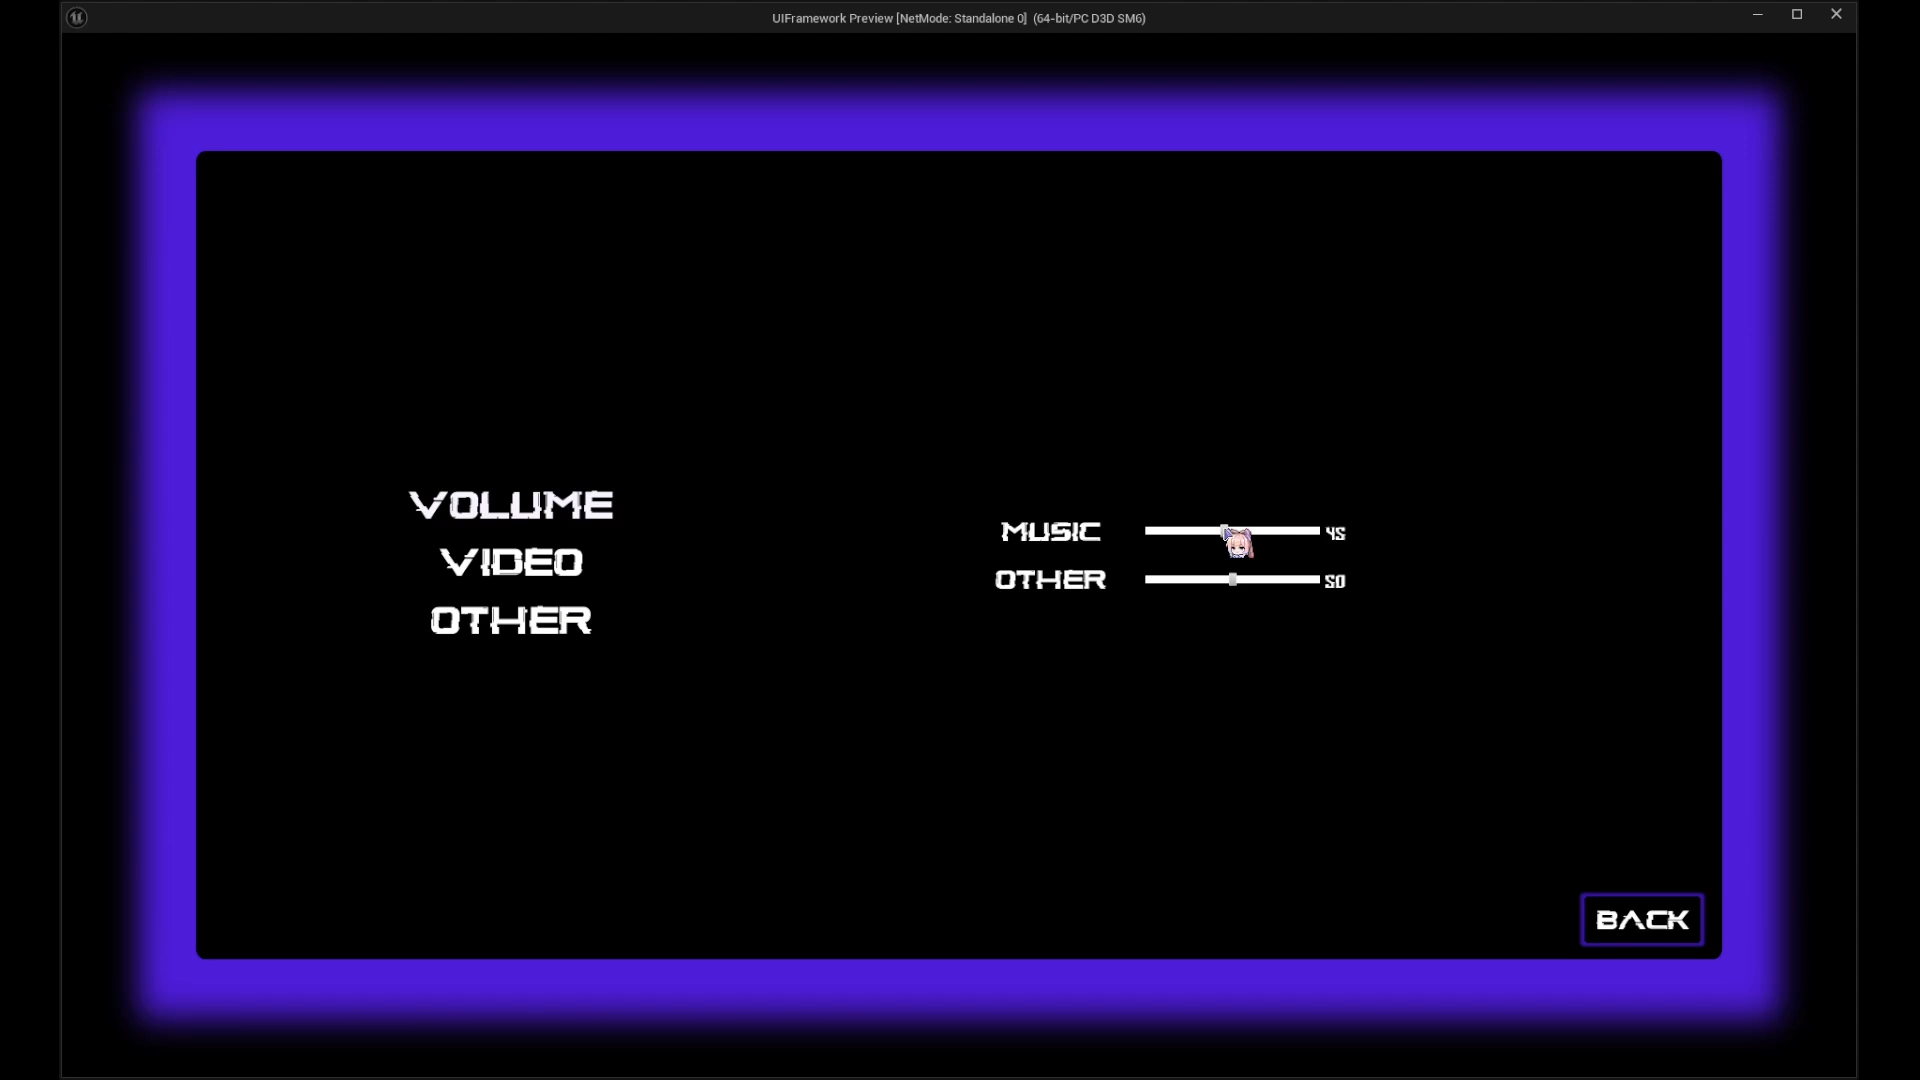 UIFramework Preview [NetMode: Standalone 0] (64-bit/PC D3D SM6)
VOLUME
VIDEO
OTHER
MUSIC 45
OTHER 50
BACK